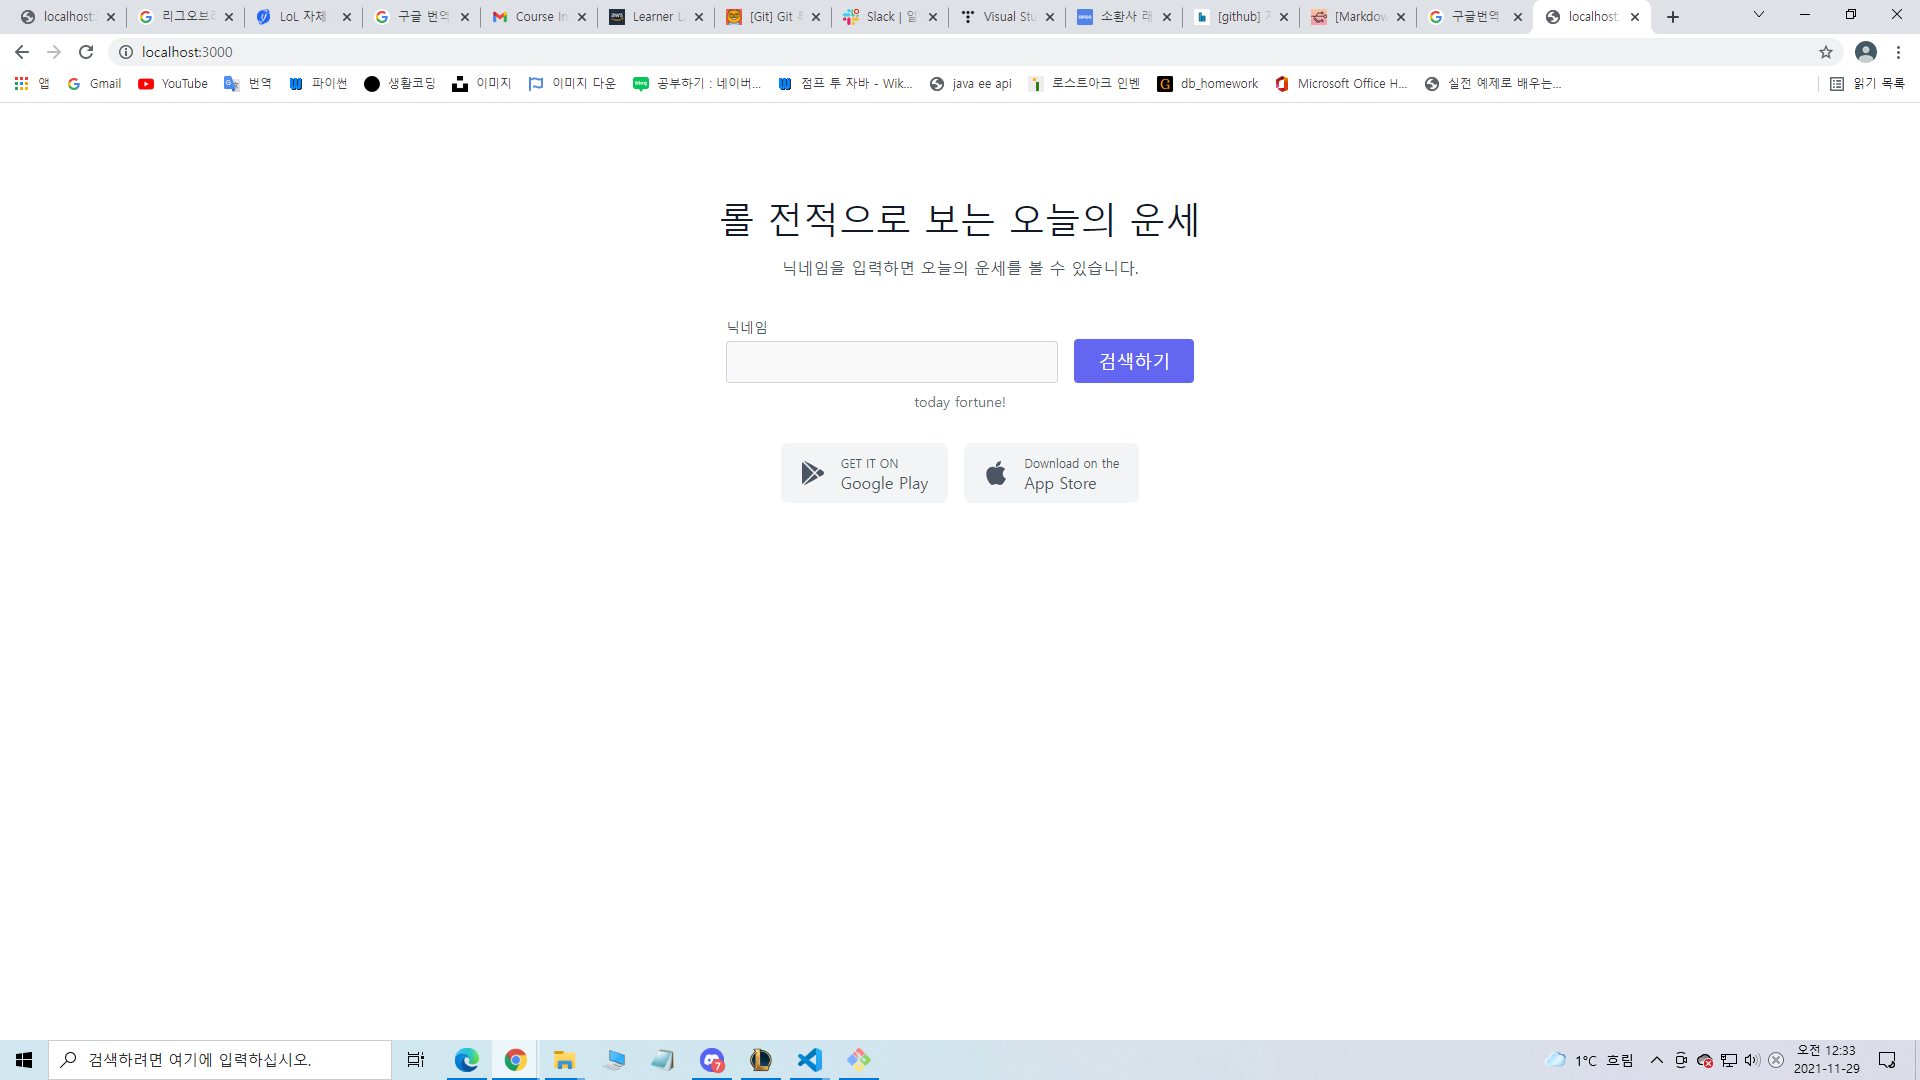 localhost:
리그오브레
LoL 자체
구글 번역
Course In
Learner L
[Git] Git
Slack | 일
Visual Stu
소환사 래
[github]
[Markdow
구글번역
localhost:
localhost:3000
앱
Gmail
YouTube
번역
파이썬
생활코딩
이미지
이미지 다운
공부하기 : 네이버...
점프 투 자바 - Wik...
java ee api
로스트아크 인벤
db_homework
Microsoft Office H...
실전 예제로 배우는...
읽기 목록
롤 전적으로 보는 오늘의 운세
닉네임을 입력하면 오늘의 운세를 볼 수 있습니다.
닉네임
검색하기
today fortune!
GET IT ON
Google Play
Download on the
App Store
검색하려면 여기에 입력하십시오.
7
1°C 흐림
오전 12:33
2021-11-29